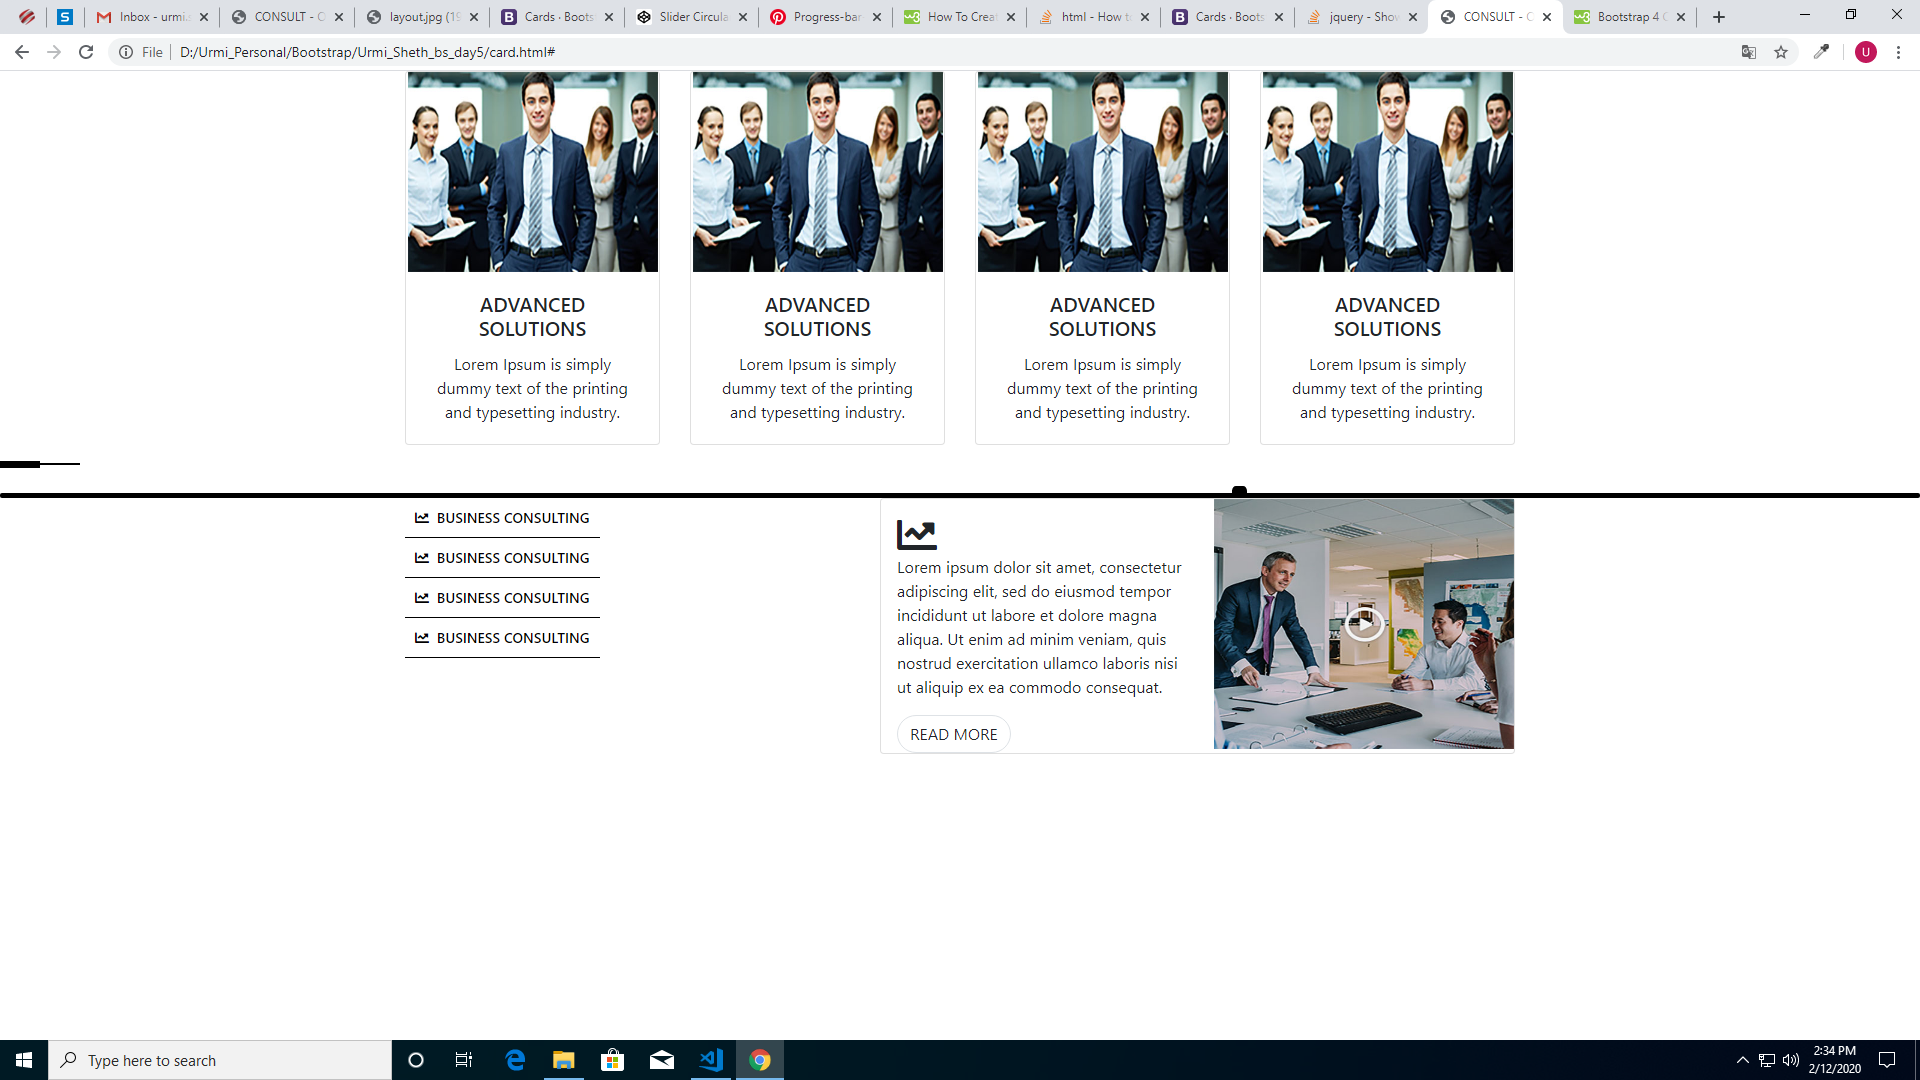 Inbox - urmi.s
CONSULT - C
layout.jpg (19
Cards · Boots
Slider Circula
Progress-bar
How To Creat
html - How to
Cards · Boots
jquery - Show
CONSULT - C
Bootstrap 4 C
File D:/Urmi_Personal/Bootstrap/Urmi_Sheth_bs_day5/card.html#
U
ADVANCED
SOLUTIONS
Lorem Ipsum is simply
dummy text of the printing
and typesetting industry.
ADVANCED
SOLUTIONS
Lorem Ipsum is simply
dummy text of the printing
and typesetting industry.
ADVANCED
SOLUTIONS
Lorem Ipsum is simply
dummy text of the printing
and typesetting industry.
ADVANCED
SOLUTIONS
Lorem Ipsum is simply
dummy text of the printing
and typesetting industry.
BUSINESS CONSULTING
BUSINESS CONSULTING
BUSINESS CONSULTING
BUSINESS CONSULTING
Lorem ipsum dolor sit amet, consectetur
adipiscing elit, sed do eiusmod tempor
incididunt ut labore et dolore magna
aliqua. Ut enim ad minim veniam, quis
nostrud exercitation ullamco laboris nisi
ut aliquip ex ea commodo consequat.
READ MORE
Type here to search
2:34 PM
2/12/2020